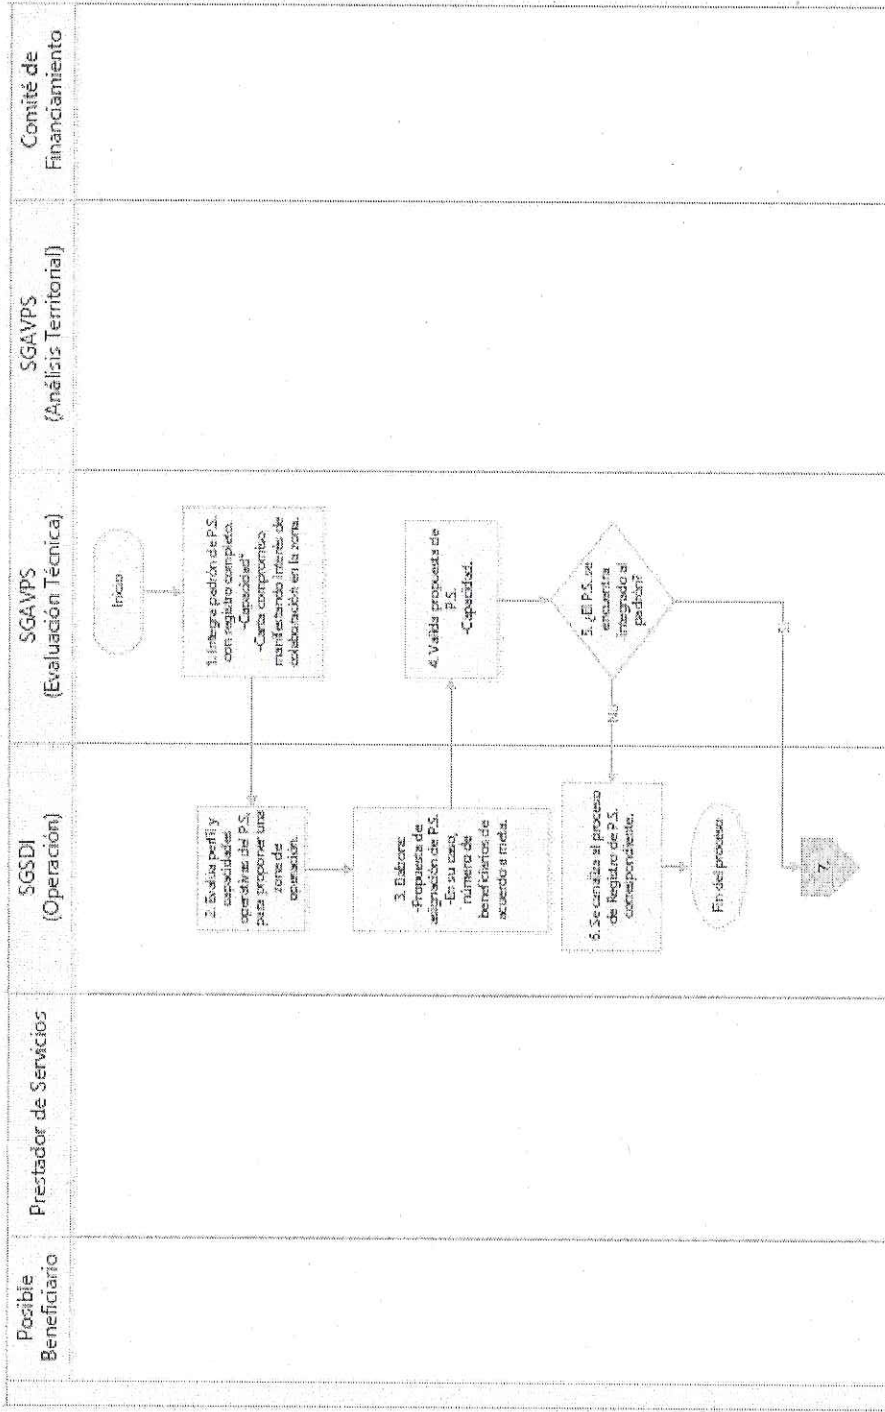 Posible
Beneficiario
Prestador de Servicios
SGSDI
(Operación)
SGAVPS
(Evaluación Técnica)
SGAVPS
(Análisis Territorial)
Comité de
Financiamiento
Inicio
1. Integra padrón de P.S.
con registro completo.
-Capacidad*
-Carta compromiso
manifestando interés de
colaboración en la zona.
2. Evalúa perfil y
capacidades
operativas del P.S.
para proponer una
zona de
operación.
3. Elabora:
-Propuesta de
asignación de P.S.
-En su caso,
número de
beneficiarios de
acuerdo a meta.
4. Valida propuesta de
P.S.
-Capacidad.
5. ¿El P.S. se
encuentra
integrado al
padrón?
No
Si
6. Se canaliza al proceso
de Registro de P.S.
correspondiente.
Fin del proceso
7.